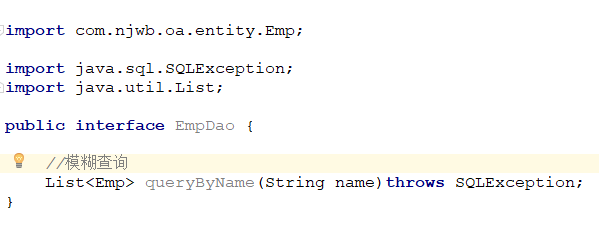 import com.njwb.oa.entity.Emp;
import java.sql.SQLException;
import java.util.List;
public interface EmpDao {
//模糊查询
List<Emp> queryByName(String name)throws SQLException;
}